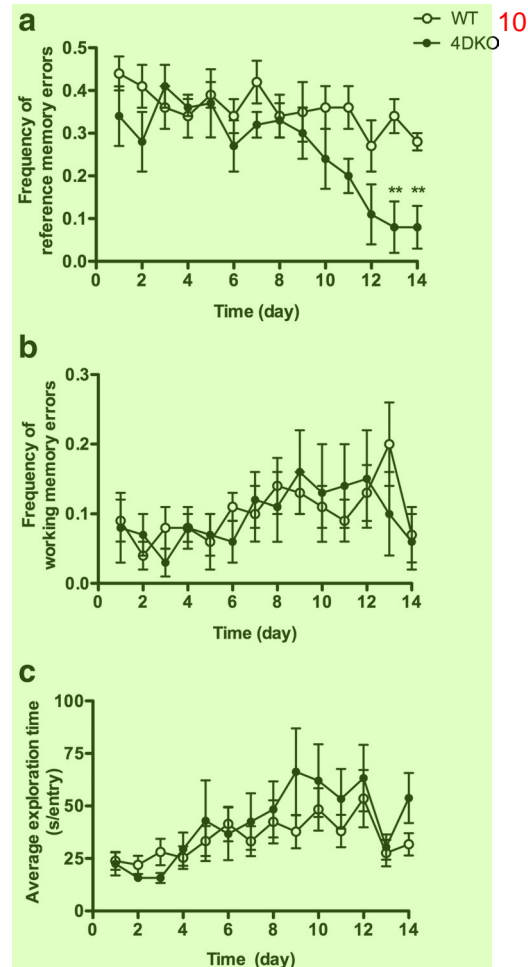 a
WT
10
4DKO
Frequency of
reference memory errors
0.5
0.4
0.3
0.2
0.1
0.0
** **
0 2 4 6 8 10 12 14
Time (day)
b
Frequency of
working memory errors
0.3
0.2
0.1
0.0
0 2 4 6 8 10 12 14
Time (day)
c
Average exploration time
(s/entry)
100
75
50
25
0
0 2 4 6 8 10 12 14
Time (day)